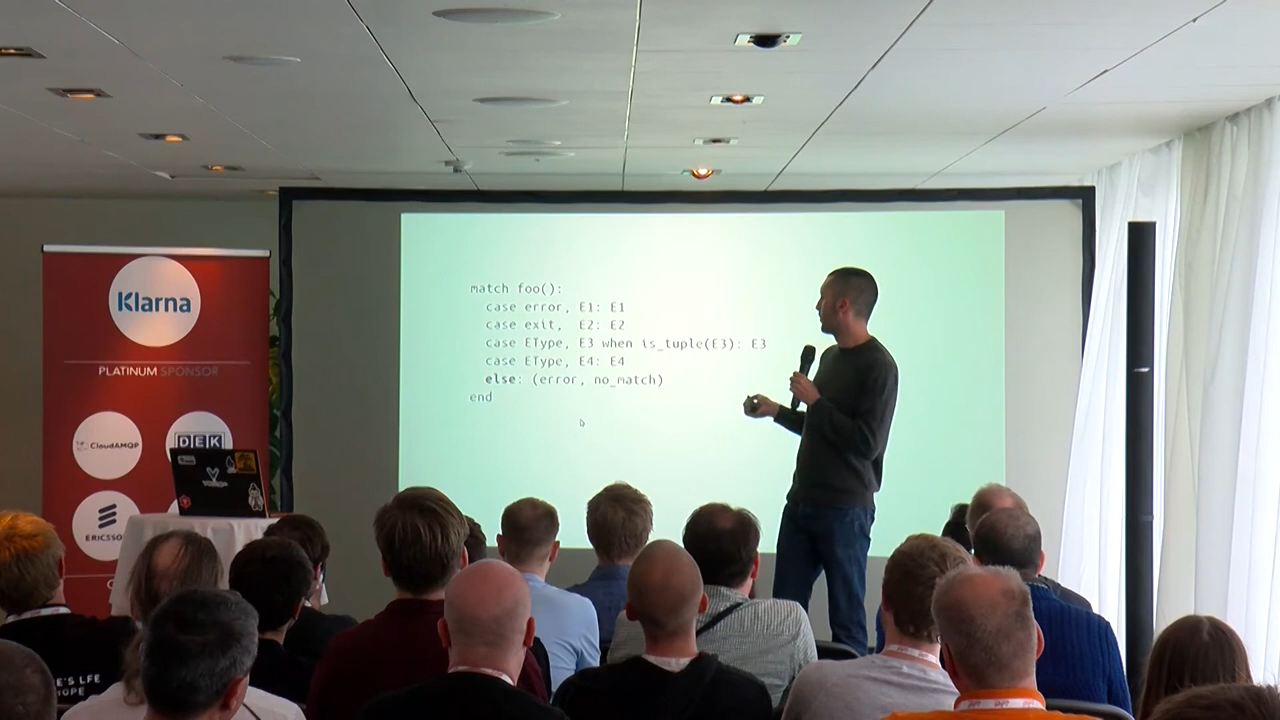 match foo():
case error, E1: E1
case exit, E2: E2
case EType, E3 when is_tuple(E3): E3
case EType, E4: E4
else: (error, no_match)
end
Klarna
PLATINUM SPONSOR
CloudAMQP
DEK